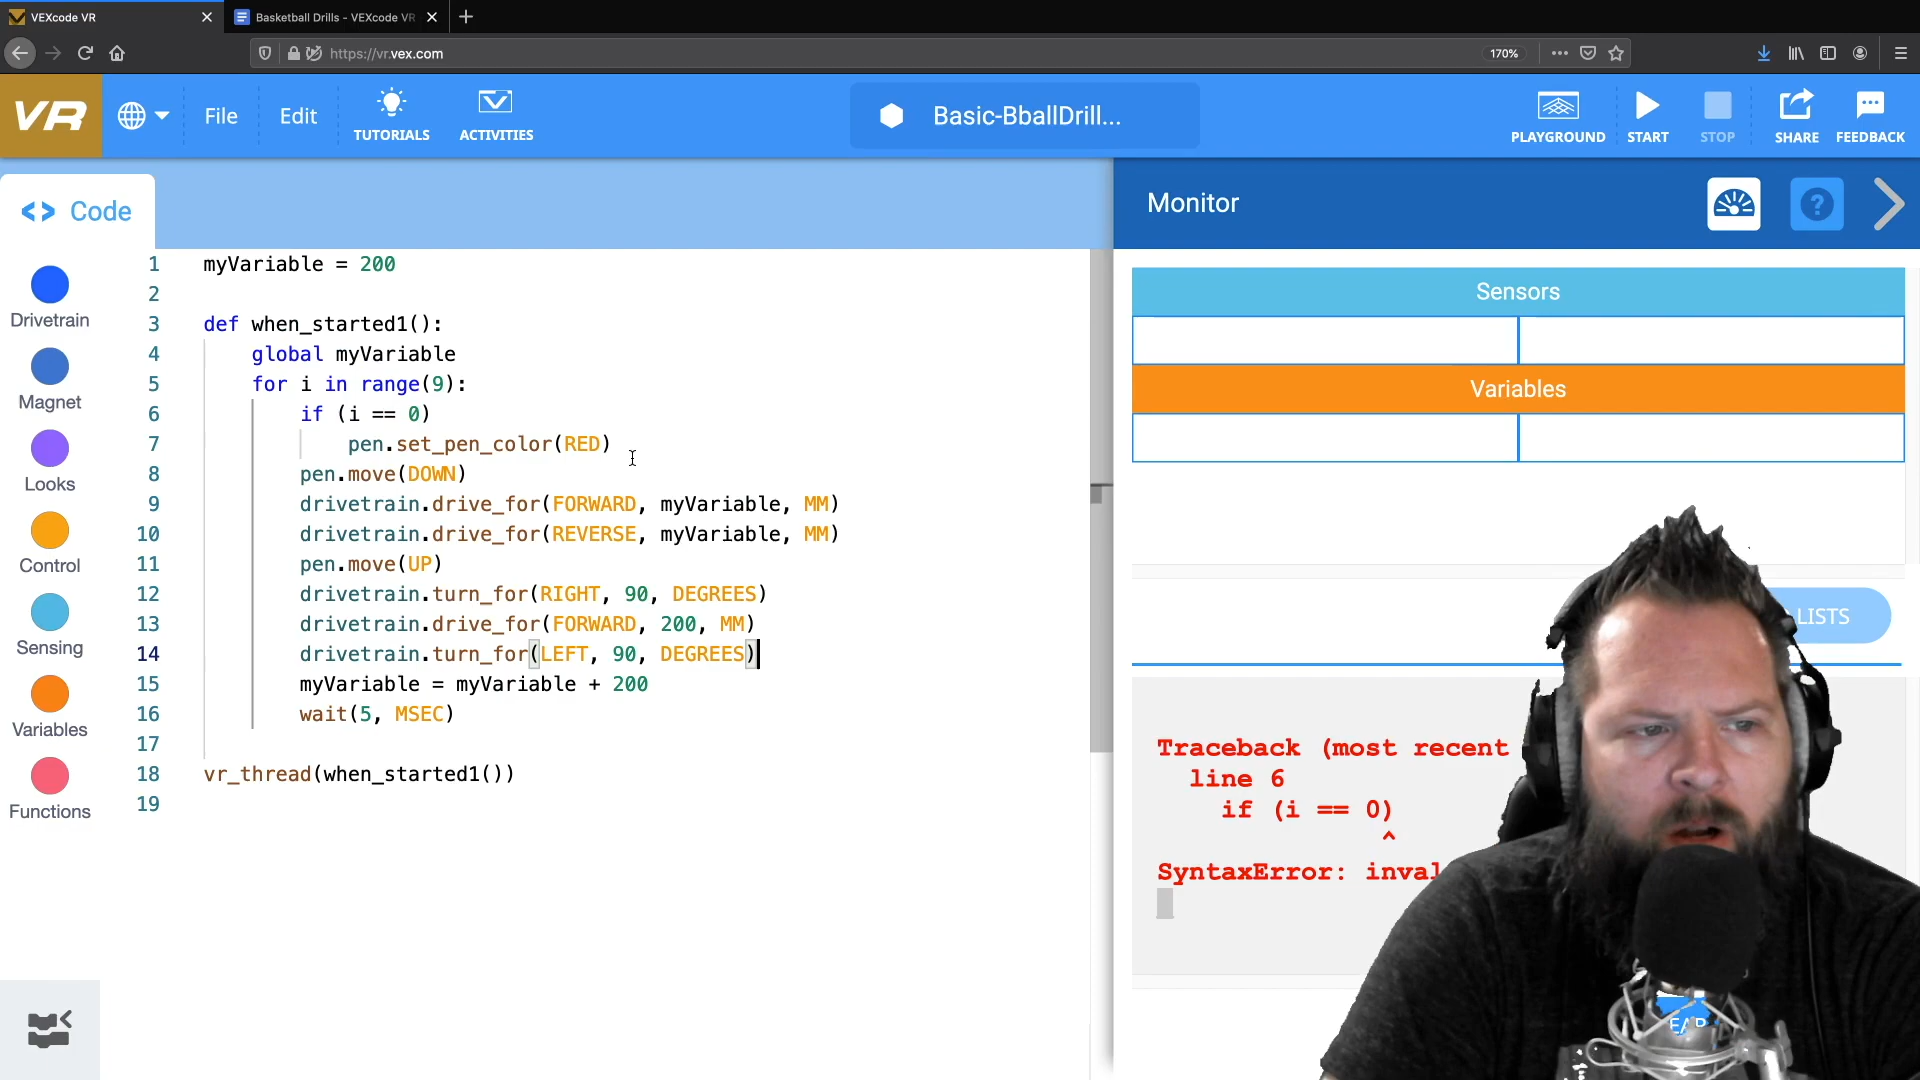 VEXcode VR
Basketball Drills - VEXcode VR
https://vr.vex.com
170%
VR
File
Edit
TUTORIALS
ACTIVITIES
Basic-BballDrill...
PLAYGROUND
START
STOP
SHARE
FEEDBACK
<> Code
Monitor
?
Drivetrain
Magnet
Looks
Control
Sensing
Variables
Functions
1 myVariable = 200
2
3 def when_started1():
4 global myVariable
5 for i in range(9):
6 if (i == 0)
7 pen.set_pen_color(RED)
8 pen.move(DOWN)
9 drivetrain.drive_for(FORWARD, myVariable, MM)
10 drivetrain.drive_for(REVERSE, myVariable, MM)
11 pen.move(UP)
12 drivetrain.turn_for(RIGHT, 90, DEGREES)
13 drivetrain.drive_for(FORWARD, 200, MM)
14 drivetrain.turn_for(LEFT, 90, DEGREES)
15 myVariable = myVariable + 200
16 wait(5, MSEC)
17
18 vr_thread(when_started1())
19
Sensors
Variables
LISTS
Traceback (most recent
line 6
if (i == 0)
^
SyntaxError: inval